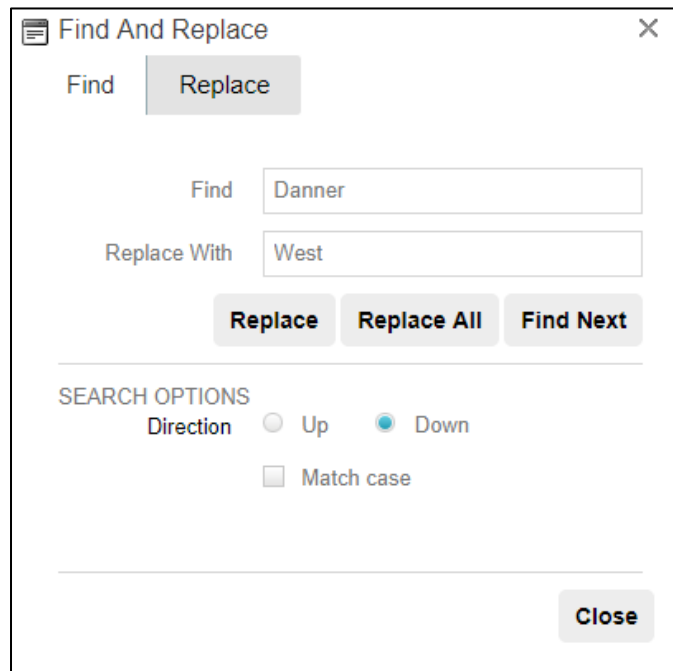 Find And Replace
Find Replace
Find Danner
Replace With West
Replace Replace All Find Next
SEARCH OPTIONS
Direction Up Down
Match case
Close